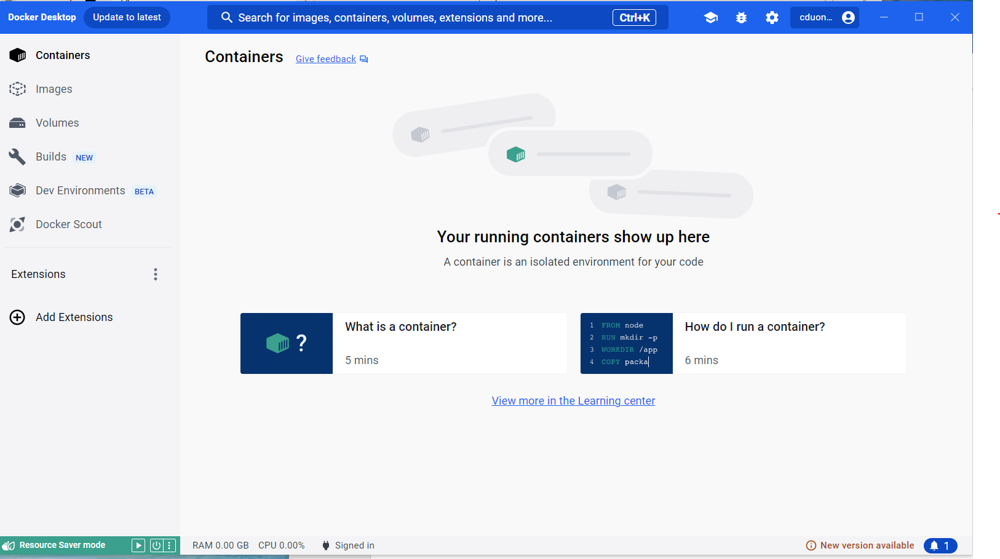 Docker Desktop
Update to latest
Search for images, containers, volumes, extensions and more...
Ctrl+K
cduon...
Containers
Images
Volumes
Builds NEW
Dev Environments BETA
Docker Scout
Extensions
Add Extensions
Containers
Give feedback
Your running containers show up here
A container is an isolated environment for your code
?
What is a container?
5 mins
1 FROM node
2 RUN mkdir -p
3 WORKDIR /app
4 COPY packa
How do I run a container?
6 mins
View more in the Learning center
Resource Saver mode
RAM 0.00 GB CPU 0.00%
Signed in
New version available
1